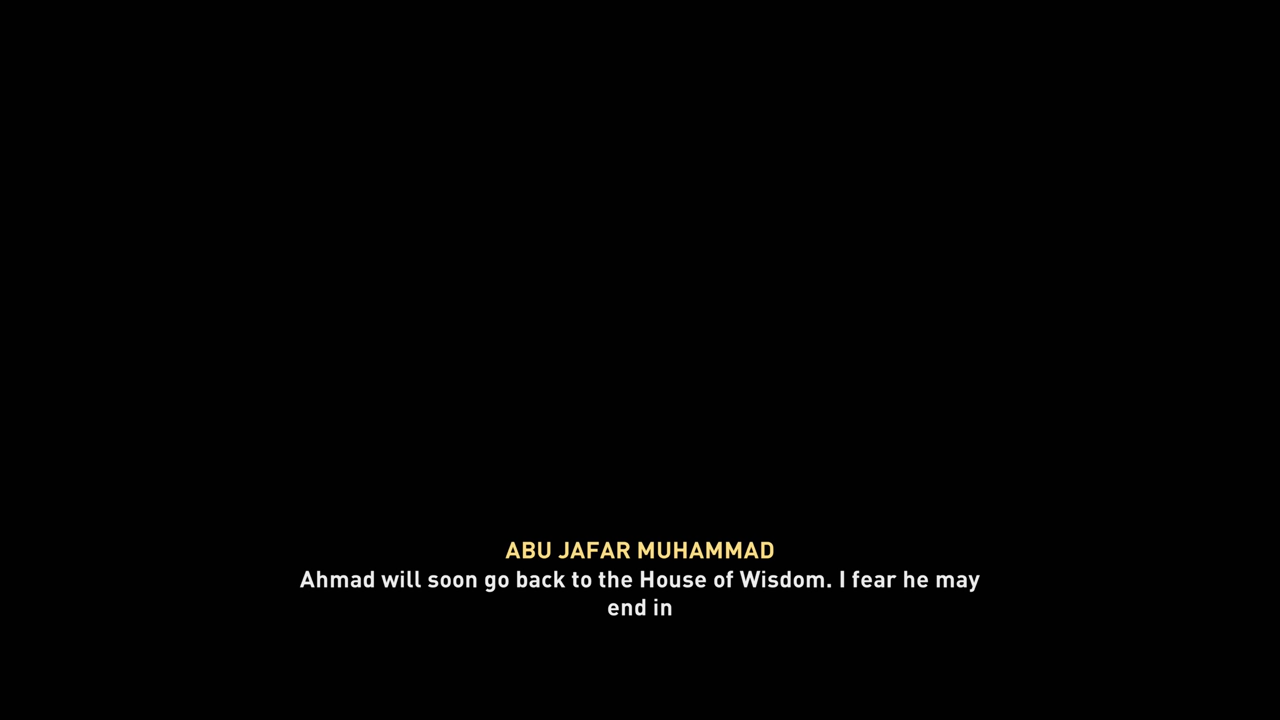 ABU JAFAR MUHAMMAD
Ahmad will soon go back to the House of Wisdom. I fear he may
end in